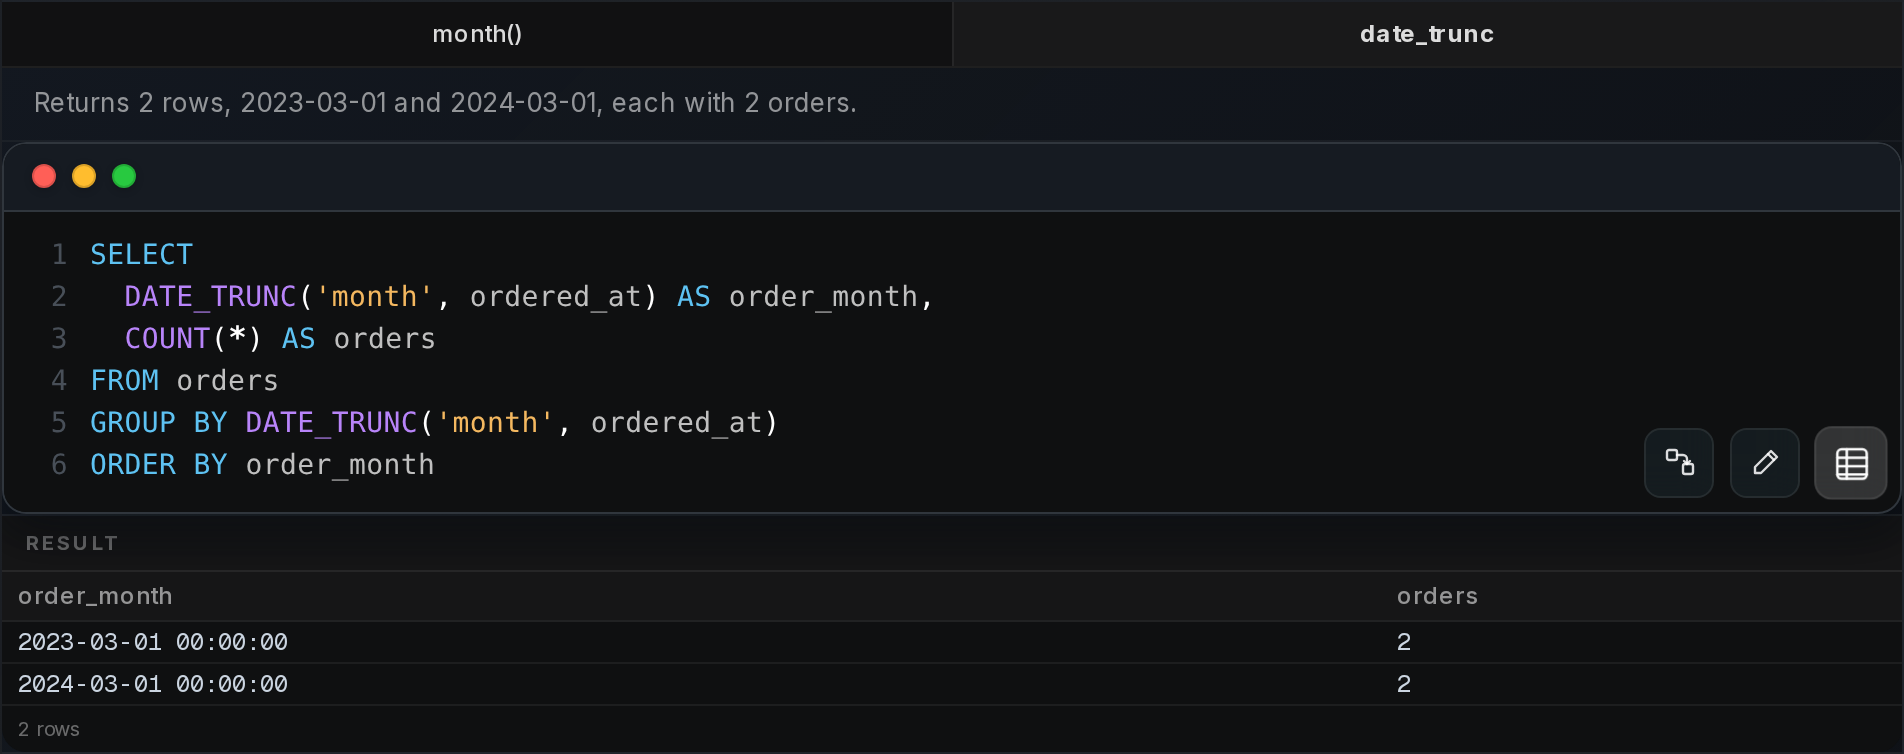 month()
date_trunc
Returns 2 rows, 2023-03-01 and 2024-03-01, each with 2 orders.
1 SELECT
2   DATE_TRUNC('month', ordered_at) AS order_month,
3   COUNT(*) AS orders
4 FROM orders
5 GROUP BY DATE_TRUNC('month', ordered_at)
6 ORDER BY order_month
RESULT
order_month orders
2023-03-01 00:00:00 2
2024-03-01 00:00:00 2
2 rows